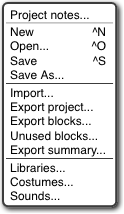 Project notes...
New ^N
Open... ^O
Save ^S
Save As...
Import...
Export project...
Export blocks...
Unused blocks...
Export summary...
Libraries...
Costumes...
Sounds...